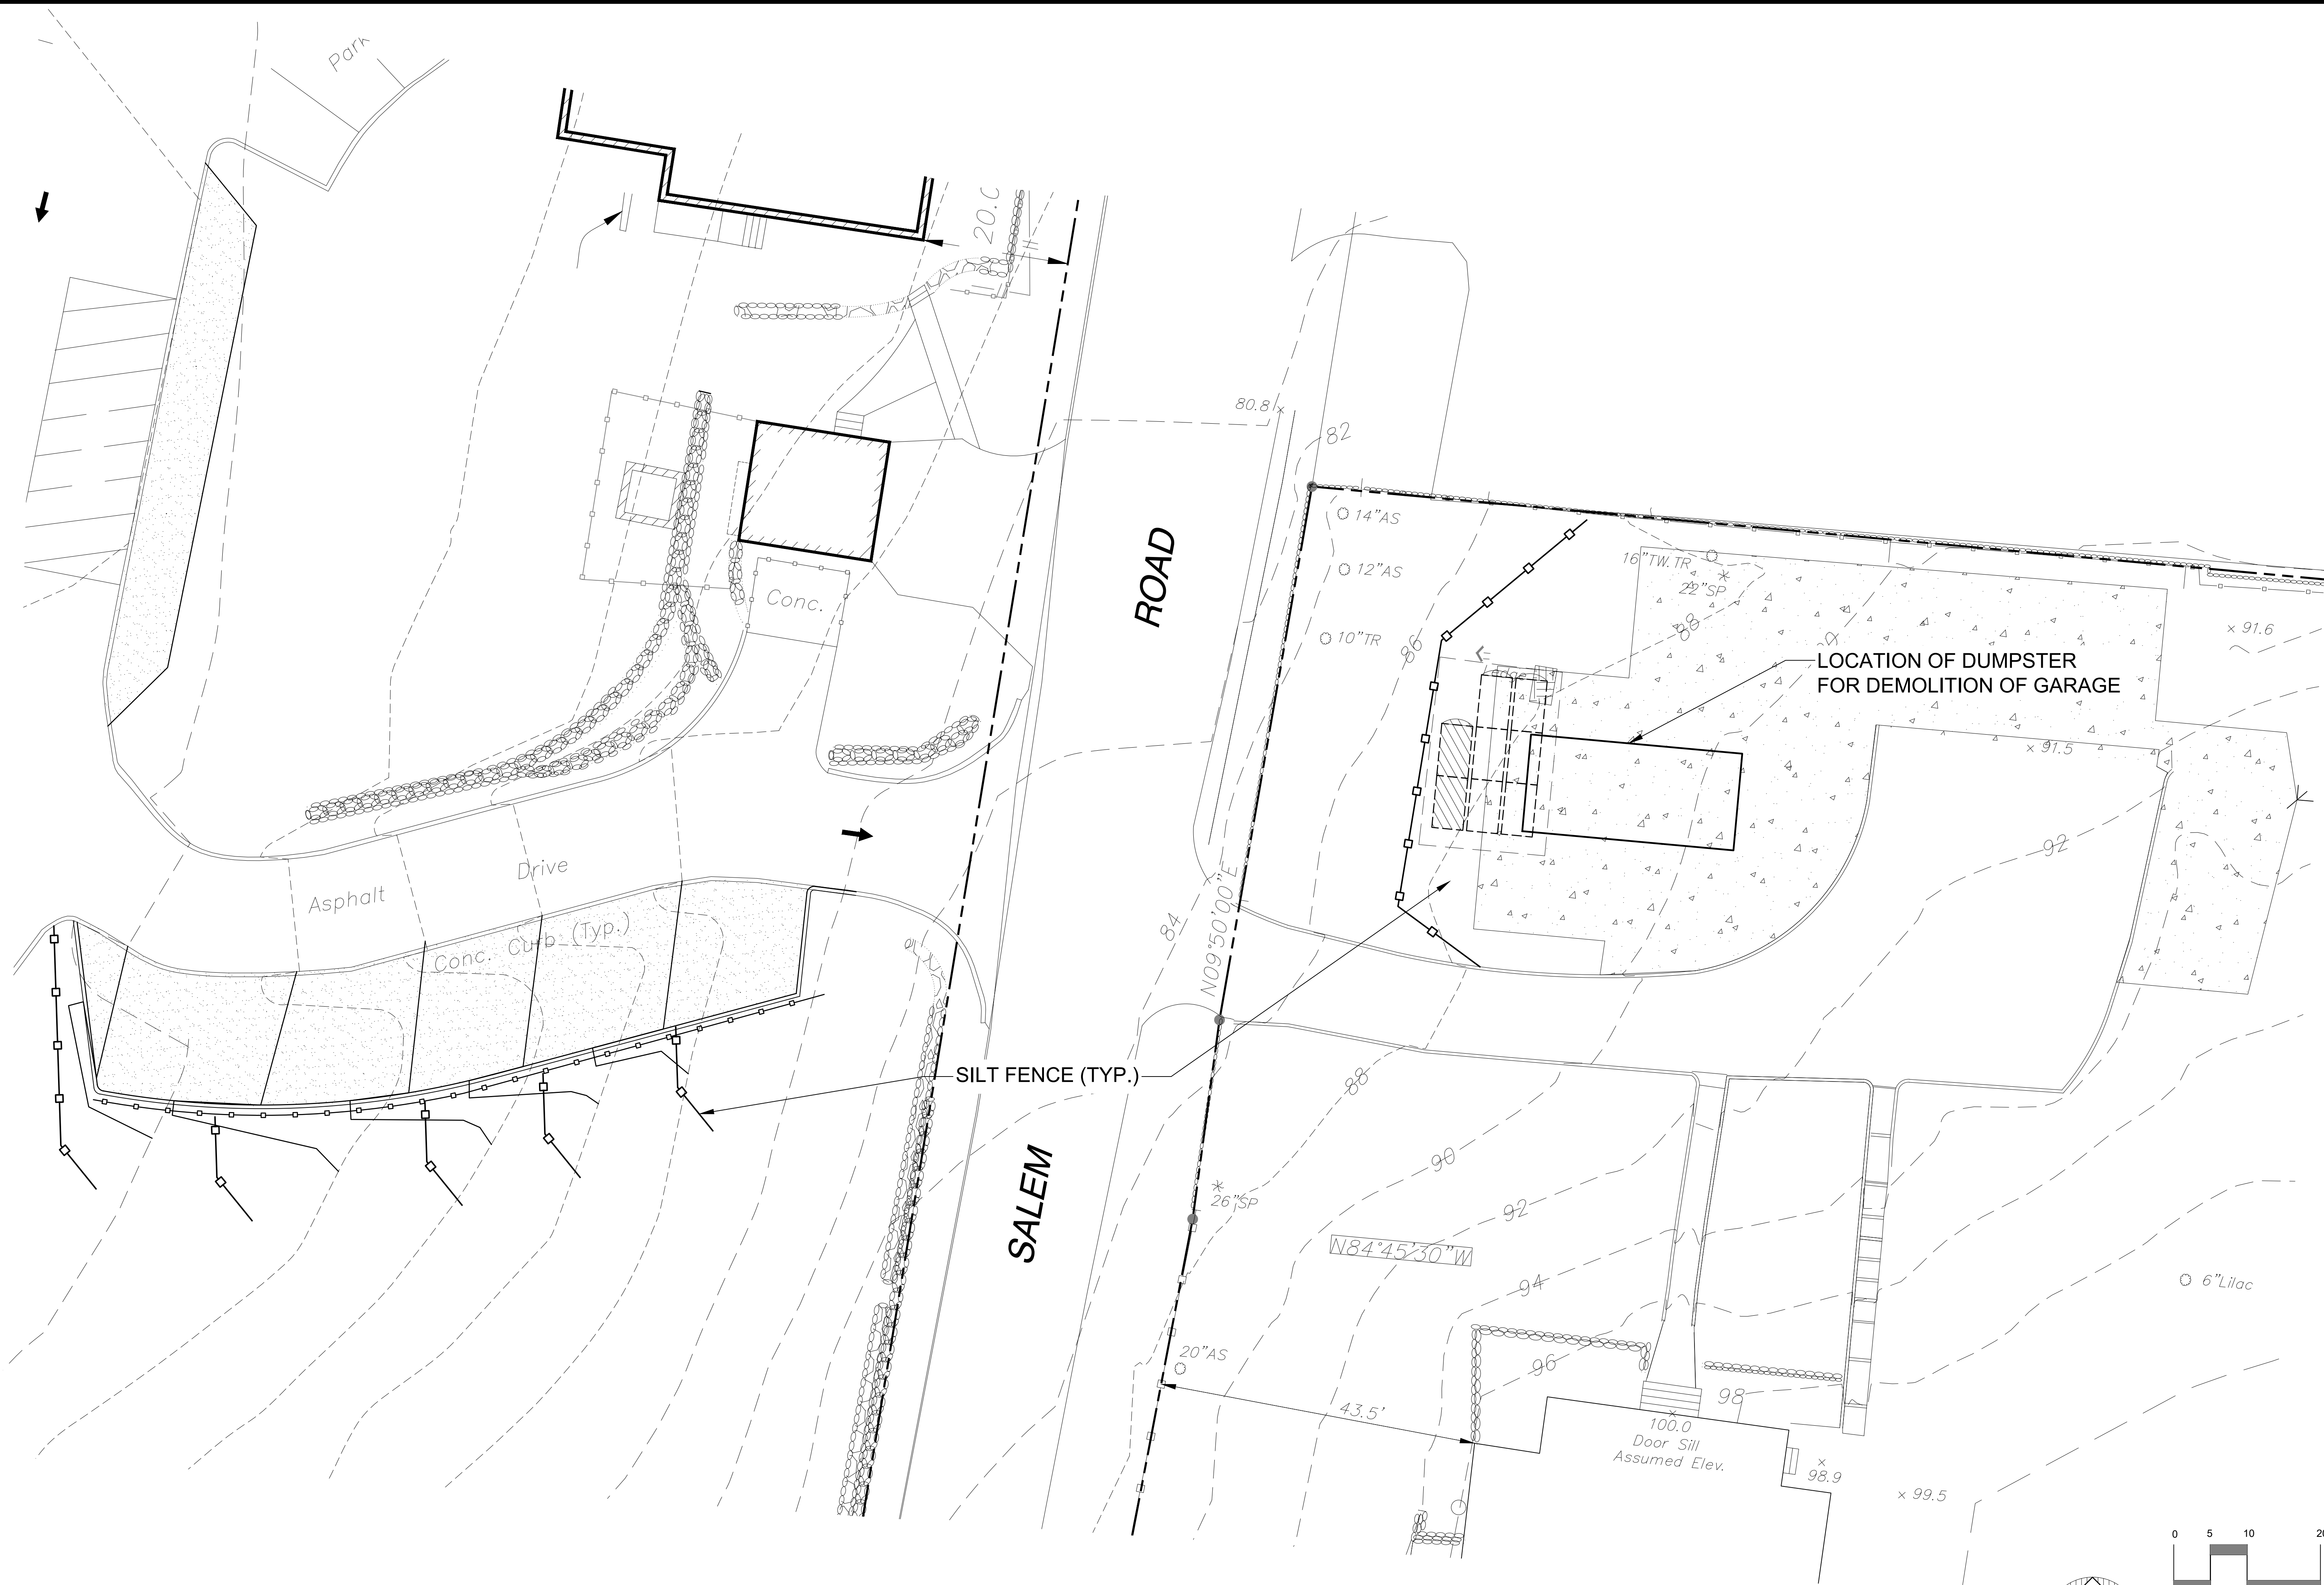 Park
20.0
80.8
82
14"AS
12"AS
10"TR
86
16"TW.TR
22"SP
88
91.6
LOCATION OF DUMPSTER
FOR DEMOLITION OF GARAGE
91.5
92
ROAD
Conc.
Drive
Asphalt
Conc. Curb (Typ.)
84
N09°50'00"E
SILT FENCE (TYP.)
88
90
92
94
96
98
SALEM
26"SP
N84°45'30"W
20"AS
43.5'
100.0
Door Sill
Assumed Elev.
98.9
99.5
6"Lilac
0 5 10 20